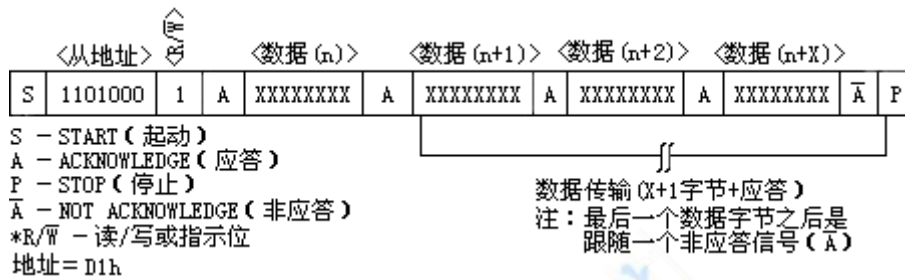 <R/W̅>
<从地址> <数据(n)> <数据(n+1)> <数据(n+2)> <数据(n+X)>
S 1101000 1 A XXXXXXXX A XXXXXXXX A XXXXXXXX A XXXXXXXX A̅ P
S — START(起动)
A — ACKNOWLEDGE(应答)
P — STOP(停止)
A̅ — NOT ACKNOWLEDGE(非应答)
*R/W̅ — 读/写或指示位
地址=D1h
数据传输(X+1字节+应答)
注:最后一个数据字节之后是
跟随一个非应答信号(A̅)